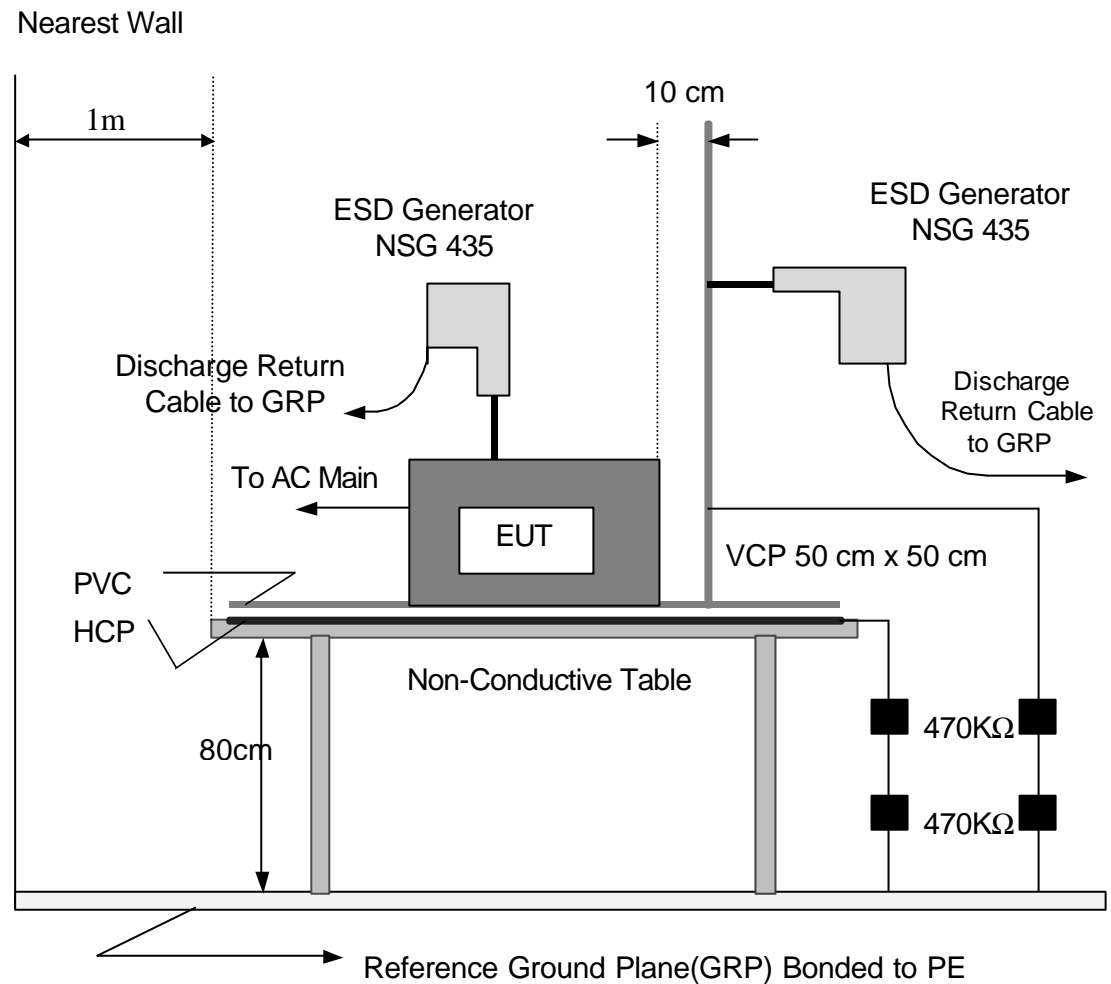 Nearest Wall
1m
10 cm
ESD Generator
NSG 435
ESD Generator
NSG 435
Discharge Return
Cable to GRP
Discharge
Return Cable
to GRP
To AC Main
EUT
VCP 50 cm x 50 cm
PVC
HCP
Non-Conductive Table
80cm
470KΩ
470KΩ
Reference Ground Plane(GRP) Bonded to PE